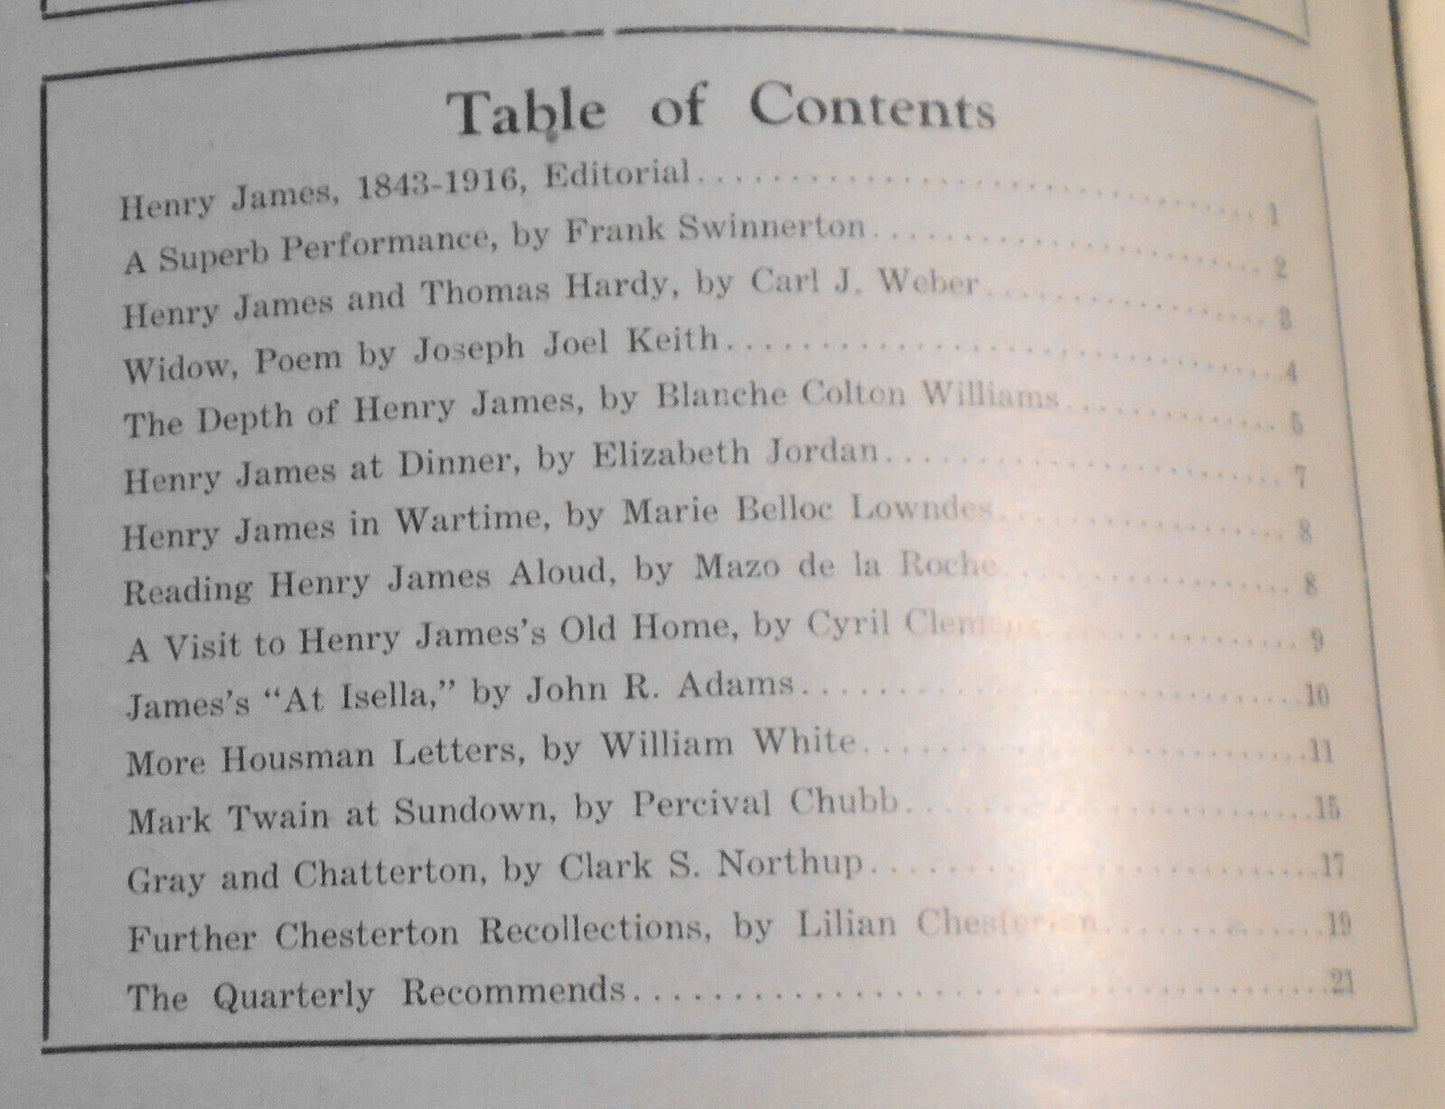 Table of Contents
Henry James, 1843-1916, Editorial 1
A Superb Performance, by Frank Swinnerton 2
Henry James and Thomas Hardy, by Carl J. Weber 3
Widow, Poem by Joseph Joel Keith 4
The Depth of Henry James, by Blanche Colton Williams
Henry James at Dinner, by Elizabeth Jordan 7
Henry James in Wartime, by Marie Belloc Lowndes 8
Reading Henry James Aloud, by Mazo de la Roche 8
A Visit to Henry James's Old Home, by Cyril Clemens 9
James's "At Isella," by John R. Adams 10
More Housman Letters, by William White 11
Mark Twain at Sundown, by Percival Chubb 15
Gray and Chatterton, by Clark S. Northup 17
Further Chesterton Recollections, by Lilian Chesterton 19
The Quarterly Recommends 21